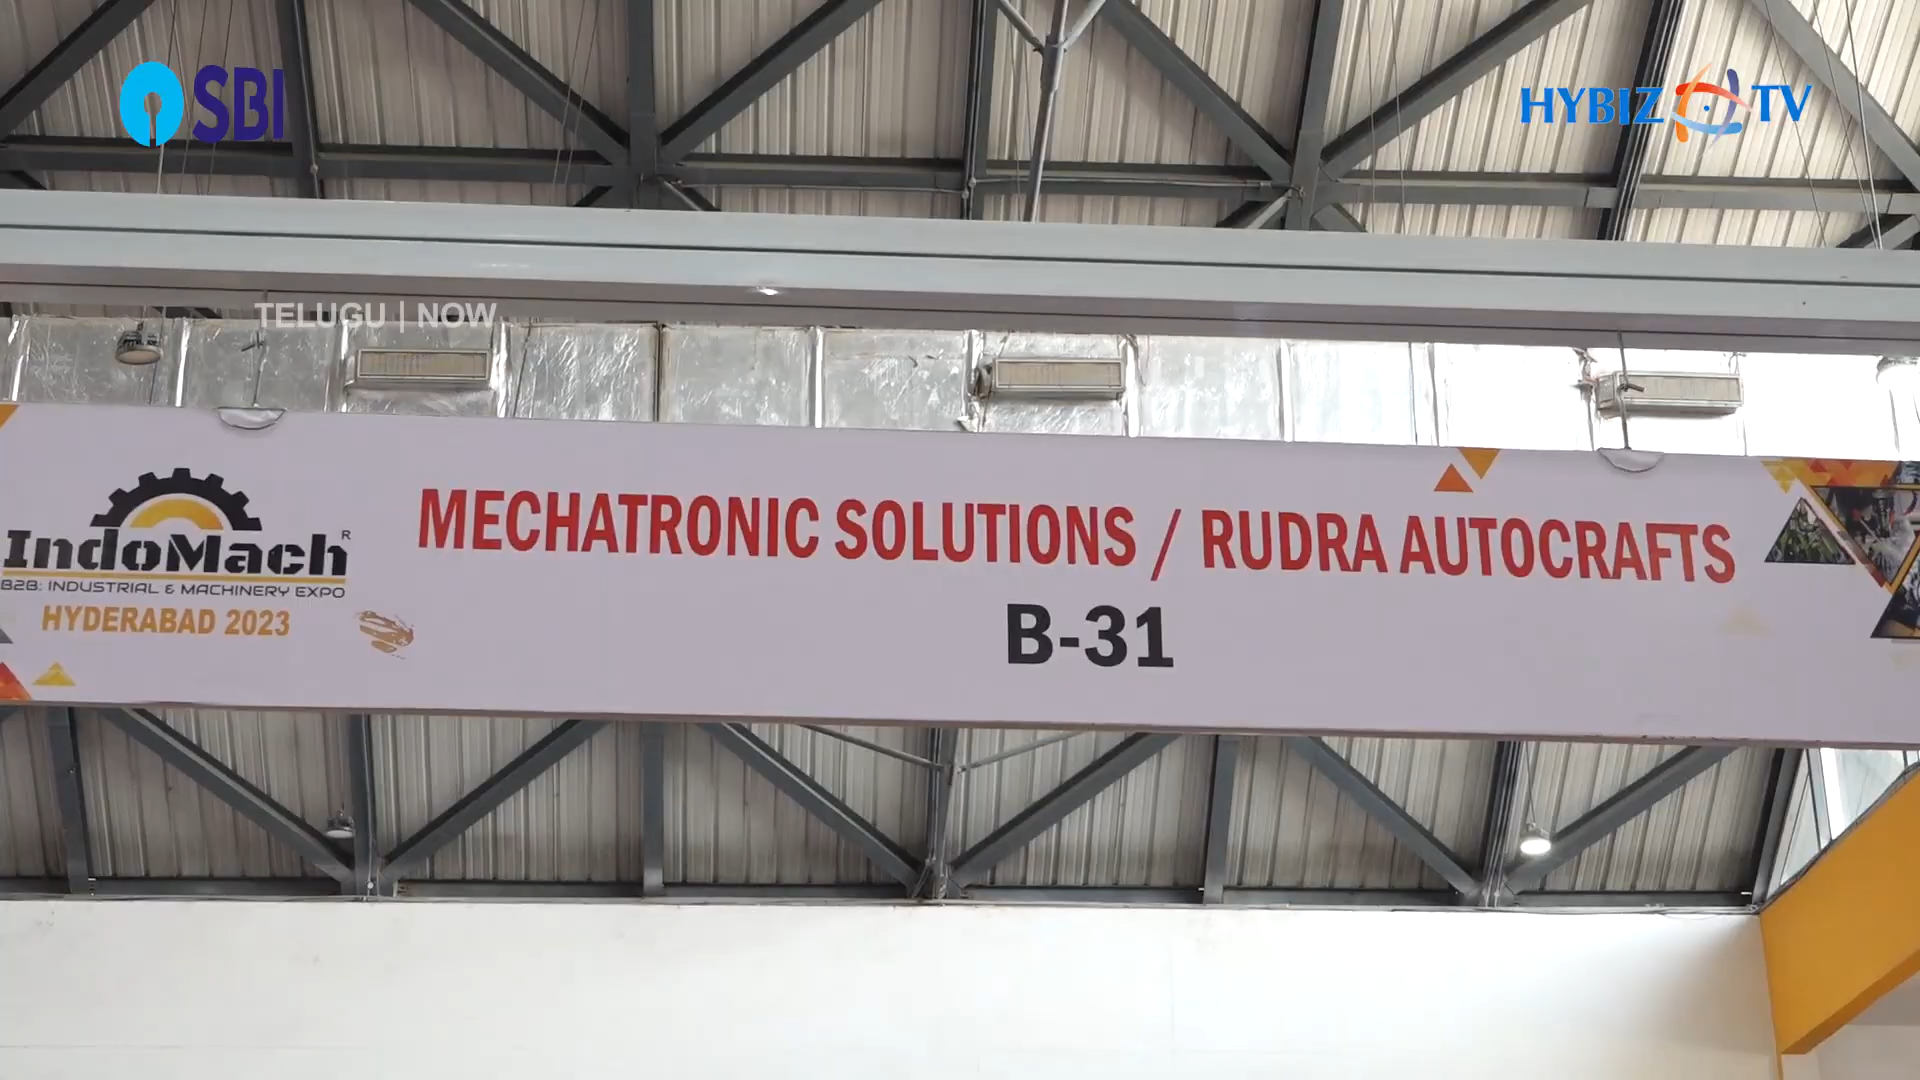 SBI
HYBIZ TV
TELUGU | NOW
IndoMach R
B2B: INDUSTRIAL & MACHINERY EXPO
HYDERABAD 2023
MECHATRONIC SOLUTIONS / RUDRA AUTOCRAFTS
B-31